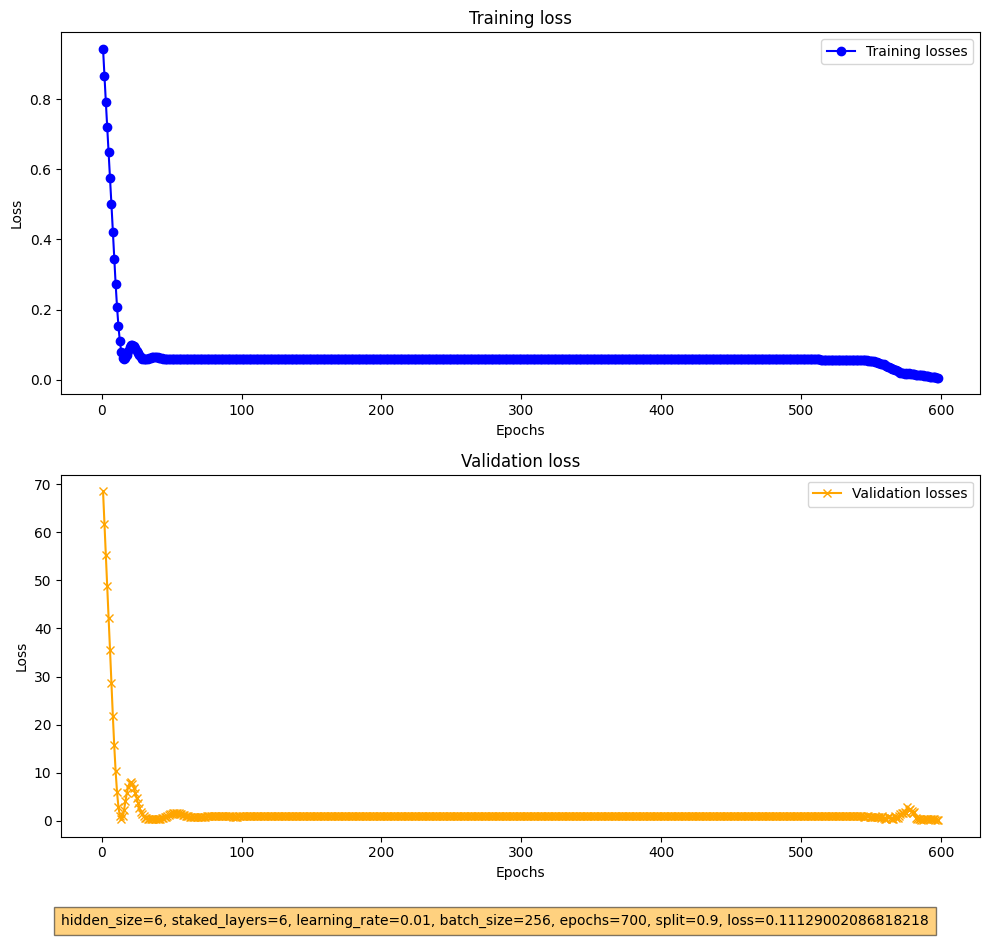 Training loss
Training losses
0.8
0.6
0.4
0.2
0.0
Loss
0 100 200 300 400 500 600
Epochs
Validation loss
Validation losses
70
60
50
40
30
20
10
0
Loss
0 100 200 300 400 500 600
Epochs
hidden_size=6, staked_layers=6, learning_rate=0.01, batch_size=256, epochs=700, split=0.9, loss=0.11129002086818218